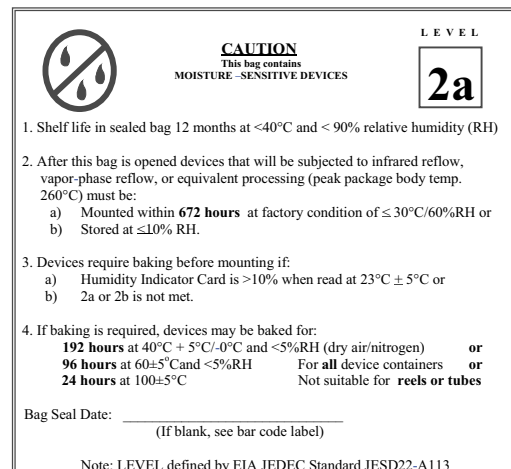 LEVEL
CAUTION
This bag contains
MOISTURE –SENSITIVE DEVICES
2a
1. Shelf life in sealed bag 12 months at <40°C and < 90% relative humidity (RH)
2. After this bag is opened devices that will be subjected to infrared reflow,
vapor-phase reflow, or equivalent processing (peak package body temp.
260°C) must be:
a) Mounted within 672 hours at factory condition of ≤ 30°C/60%RH or
b) Stored at ≤10% RH.
3. Devices require baking before mounting if:
a) Humidity Indicator Card is >10% when read at 23°C ± 5°C or
b) 2a or 2b is not met.
4. If baking is required, devices may be baked for:
192 hours at 40°C + 5°C/-0°C and <5%RH (dry air/nitrogen) or
96 hours at 60±5°Cand <5%RH For all device containers or
24 hours at 100±5°C Not suitable for reels or tubes
Bag Seal Date: ________________________________
(If blank, see bar code label)
Note: LEVEL defined by EIA JEDEC Standard JESD22-A113